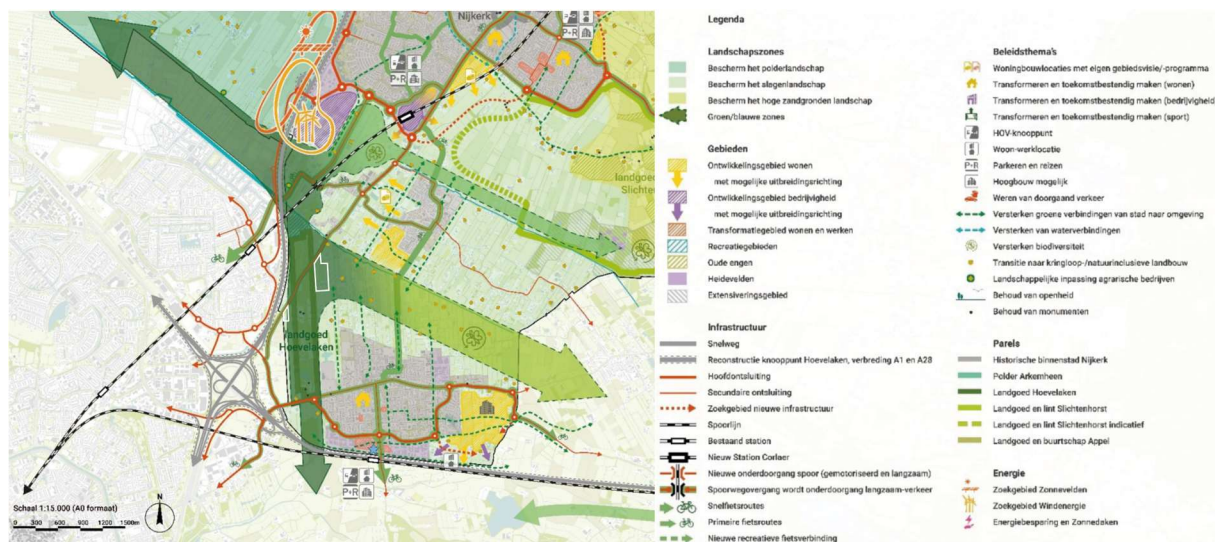 Nijkerk
P+R
P+R
landgoed
Slichten
landgoed
Hoevelaken
P+R
Schaal 1:15.000 (A0 formaat)
N
0 300 600 900 1200 1500m
Legenda
Landschapszones
Bescherm het polderlandschap
Bescherm het slagenlandschap
Bescherm het hoge zandgronden landschap
Groen/blauwe zones
Gebieden
Ontwikkelingsgebied wonen
met mogelijke uitbreidingsrichting
Ontwikkelingsgebied bedrijvigheid
met mogelijke uitbreidingsrichting
Transformatiegebied wonen en werken
Recreatiegebieden
Oude engen
Heidevelden
Extensiveringsgebied
Infrastructuur
Snelweg
Reconstructie knooppunt Hoevelaken, verbreding A1 en A28
Hoofdontsluiting
Secundaire ontsluiting
Zoekgebied nieuwe infrastructuur
Spoorlijn
Bestaand station
Nieuw Station Corlaer
Nieuwe onderdoorgang spoor (gemotoriseerd en langzaam)
Spoorwegovergang wordt onderdoorgang langzaam-verkeer
Snelfietsroutes
Primaire fietsroutes
Nieuwe recreatieve fietsverbinding
Beleidsthema's
Woningbouwlocaties met eigen gebiedsvisie/-programma
Transformeren en toekomstbestendig maken (wonen)
Transformeren en toekomstbestendig maken (bedrijvigheid
Transformeren en toekomstbestendig maken (sport)
HOV-knooppunt
Woon-werklocatie
P+R Parkeren en reizen
Hoogbouw mogelijk
Weren van doorgaand verkeer
Versterken groene verbindingen van stad naar omgeving
Versterken van waterverbindingen
Versterken biodiversiteit
Transitie naar kringloop-/natuurinclusieve landbouw
Landschappelijke inpassing agrarische bedrijven
Behoud van openheid
Behoud van monumenten
Parels
Historische binnenstad Nijkerk
Polder Arkemheen
Landgoed Hoevelaken
Landgoed en lint Slichtenhorst
Landgoed en lint Slichtenhorst indicatief
Landgoed en buurtschap Appel
Energie
Zoekgebied Zonnevelden
Zoekgebied Windenergie
Energiebesparing en Zonnedaken